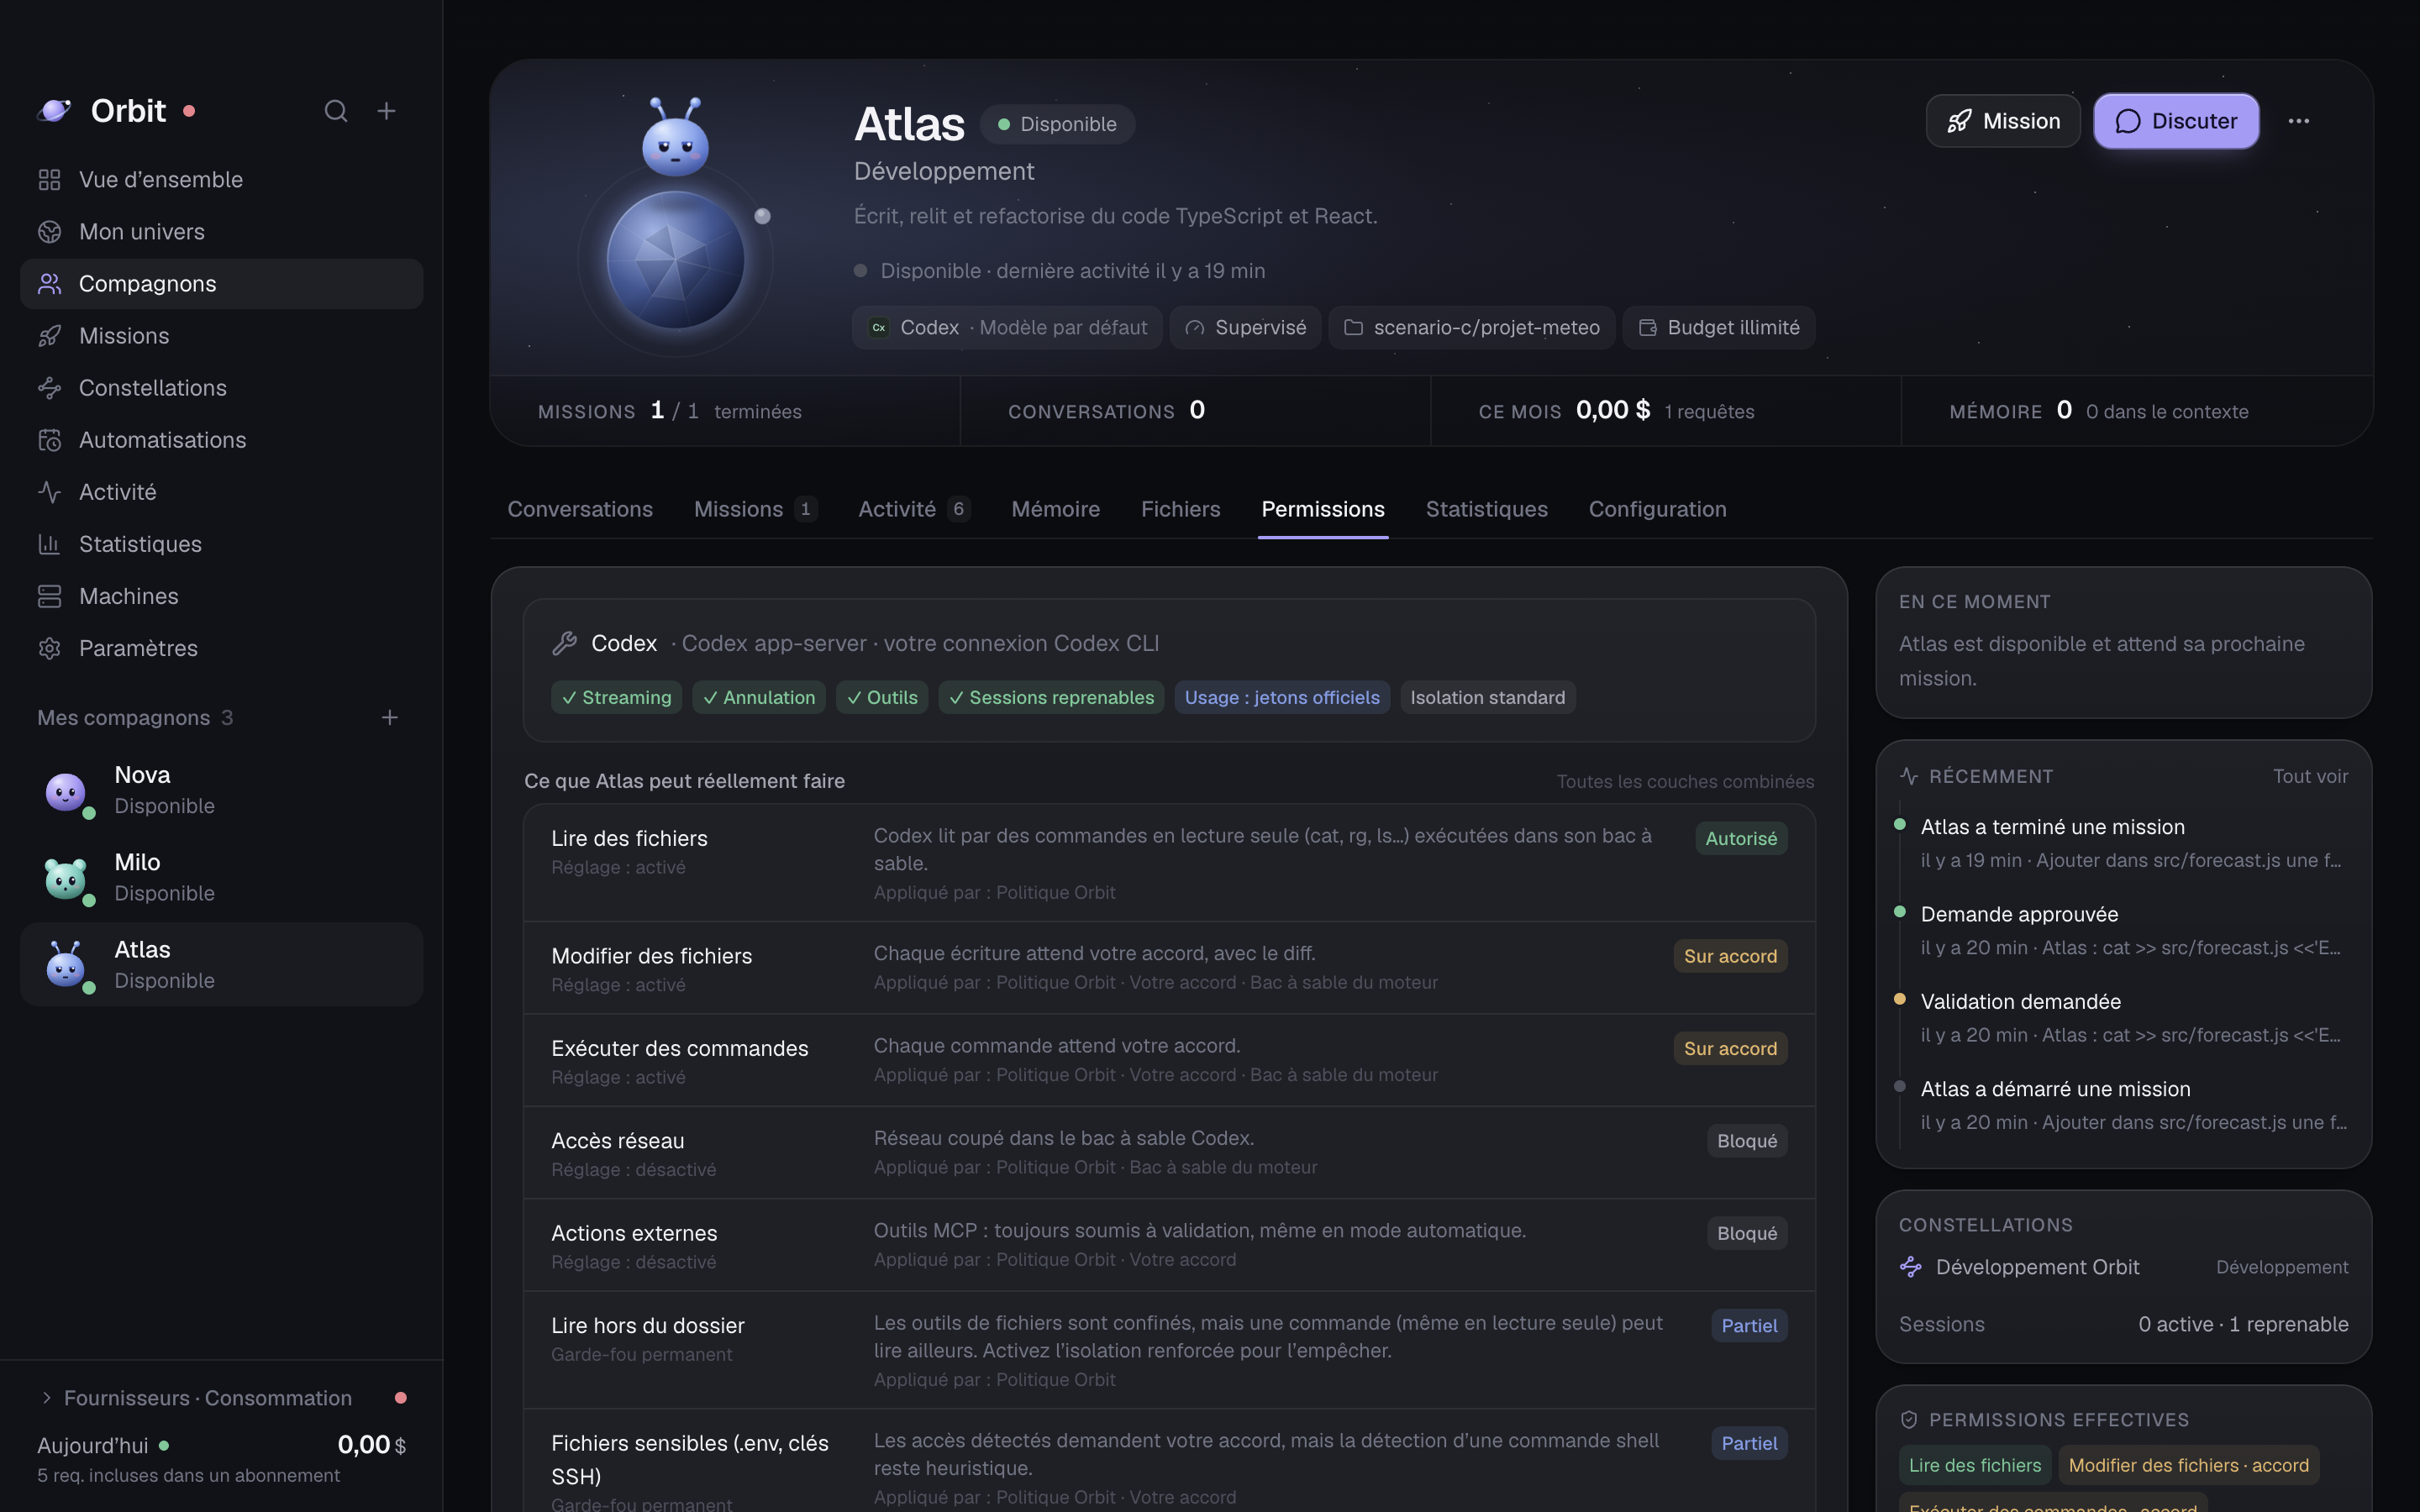 Orbit
Vue d’ensemble
Mon univers
Compagnons
Missions
Constellations
Automatisations
Activité
Statistiques
Machines
Paramètres
Mes compagnons 3
Nova
Disponible
Milo
Disponible
Atlas
Disponible
Fournisseurs · Consommation
Aujourd’hui 0,00 $
5 req. incluses dans un abonnement
Atlas Disponible
Mission
Discuter
Développement
Écrit, relit et refactorise du code TypeScript et React.
Disponible · dernière activité il y a 19 min
Cx Codex · Modèle par défaut
Supervisé
scenario-c/projet-meteo
Budget illimité
MISSIONS 1 / 1 terminées
CONVERSATIONS 0
CE MOIS 0,00 $ 1 requêtes
MÉMOIRE 0 0 dans le contexte
Conversations
Missions 1
Activité 6
Mémoire
Fichiers
Permissions
Statistiques
Configuration
Codex · Codex app-server · votre connexion Codex CLI
Streaming
Annulation
Outils
Sessions reprenables
Usage : jetons officiels
Isolation standard
Ce que Atlas peut réellement faire
Toutes les couches combinées
Lire des fichiers
Réglage : activé
Codex lit par des commandes en lecture seule (cat, rg, ls…) exécutées dans son bac à
sable.
Appliqué par : Politique Orbit
Autorisé
Modifier des fichiers
Réglage : activé
Chaque écriture attend votre accord, avec le diff.
Appliqué par : Politique Orbit · Votre accord · Bac à sable du moteur
Sur accord
Exécuter des commandes
Réglage : activé
Chaque commande attend votre accord.
Appliqué par : Politique Orbit · Votre accord · Bac à sable du moteur
Sur accord
Accès réseau
Réglage : désactivé
Réseau coupé dans le bac à sable Codex.
Appliqué par : Politique Orbit · Bac à sable du moteur
Bloqué
Actions externes
Réglage : désactivé
Outils MCP : toujours soumis à validation, même en mode automatique.
Appliqué par : Politique Orbit · Votre accord
Bloqué
Lire hors du dossier
Garde-fou permanent
Les outils de fichiers sont confinés, mais une commande (même en lecture seule) peut
lire ailleurs. Activez l’isolation renforcée pour l’empêcher.
Appliqué par : Politique Orbit
Partiel
Fichiers sensibles (.env, clés
SSH)
Garde-fou permanent
Les accès détectés demandent votre accord, mais la détection d’une commande shell
reste heuristique.
Appliqué par : Politique Orbit · Votre accord
Partiel
EN CE MOMENT
Atlas est disponible et attend sa prochaine
mission.
RÉCEMMENT
Tout voir
Atlas a terminé une mission
il y a 19 min · Ajouter dans src/forecast.js une f…
Demande approuvée
il y a 20 min · Atlas : cat >> src/forecast.js <<'E…
Validation demandée
il y a 20 min · Atlas : cat >> src/forecast.js <<'E…
Atlas a démarré une mission
il y a 20 min · Ajouter dans src/forecast.js une f…
CONSTELLATIONS
Développement Orbit
Développement
Sessions
0 active · 1 reprenable
PERMISSIONS EFFECTIVES
Lire des fichiers
Modifier des fichiers · accord
Exécuter des commandes · accord